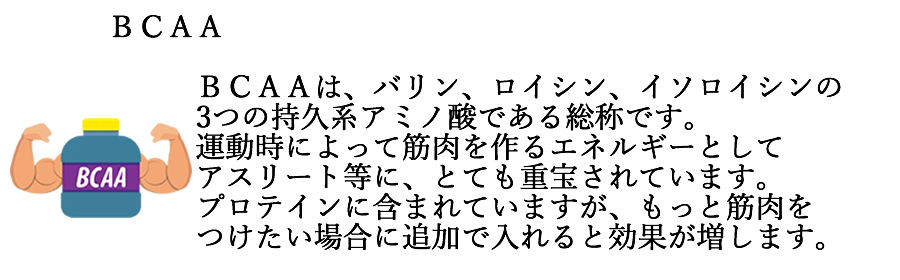 ＢＣＡＡ
ＢＣＡＡは、バリン、ロイシン、イソロイシンの
3つの持久系アミノ酸である総称です。
運動時によって筋肉を作るエネルギーとして
BCAA
アスリート等に、とても重宝されています。
プロテインに含まれていますが、もっと筋肉を
つけたい場合に追加で入れると効果が増します。